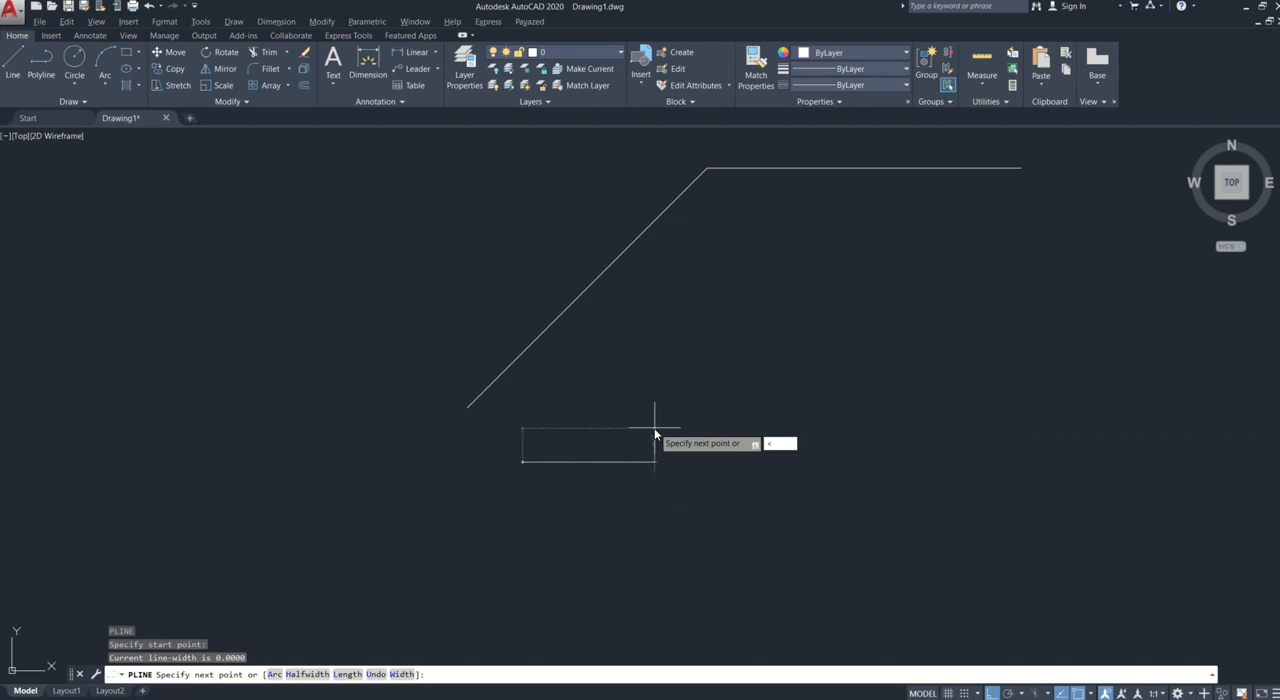 Autodesk AutoCAD 2020 Drawing1.dwg
Type a keyword or phrase
Sign In
File Edit View Insert Format Tools Draw Dimension Modify Parametric Window Help Express Payazed
Home Insert Annotate View Manage Output Add-ins Collaborate Express Tools Featured Apps
Line Polyline Circle Arc
Move Rotate Trim
Copy Mirror Fillet
Stretch Scale Array
Text Dimension
Linear
Leader
Table
Layer Properties
0
Make Current
Match Layer
Insert
Create
Edit
Edit Attributes
Match Properties
ByLayer
ByLayer
ByLayer
Group
Measure
Paste
Base
Draw Modify Annotation Layers Block Properties Groups Utilities Clipboard View
Start Drawing1*
[−][Top][2D Wireframe]
N
W TOP E
S
WCS
Specify next point or <
Y
X
PLINE
Specify start point:
Current line-width is 0.0000
PLINE Specify next point or [Arc Halfwidth Length Undo Width]:
Model Layout1 Layout2
MODEL 1:1